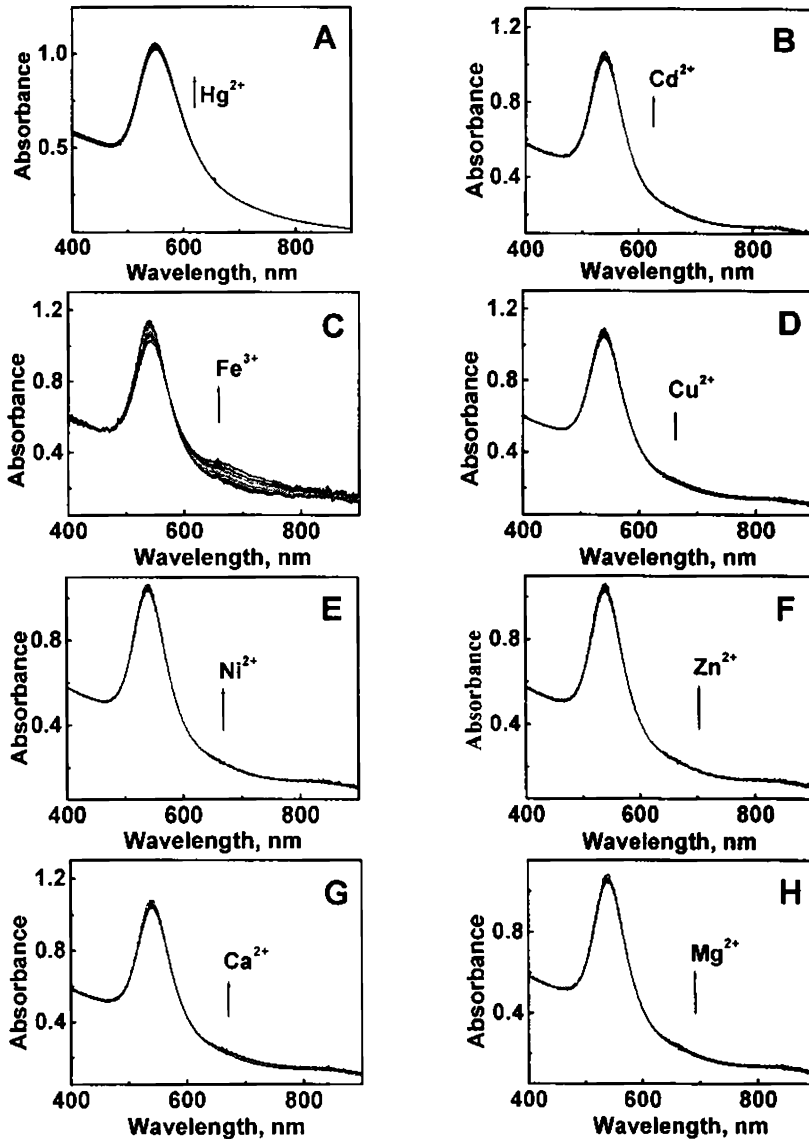 A
1.0
0.5
Hg2+
Absorbance
400 600 800
Wavelength, nm
B
1.2
0.8
0.4
Cd2+
Absorbance
400 600 800
Wavelength, nm
C
1.2
0.8
0.4
Fe3+
Absorbance
400 600 800
Wavelength, nm
D
1.2
0.8
0.4
Cu2+
Absorbance
400 600 800
Wavelength, nm
E
0.8
0.4
Ni2+
Absorbance
400 600 800
Wavelength, nm
F
0.8
0.4
Zn2+
Absorbance
400 600 800
Wavelength, nm
G
1.2
0.8
0.4
Ca2+
Absorbance
400 600 800
Wavelength, nm
H
0.8
0.4
Mg2+
Absorbance
400 600 800
Wavelength, nm